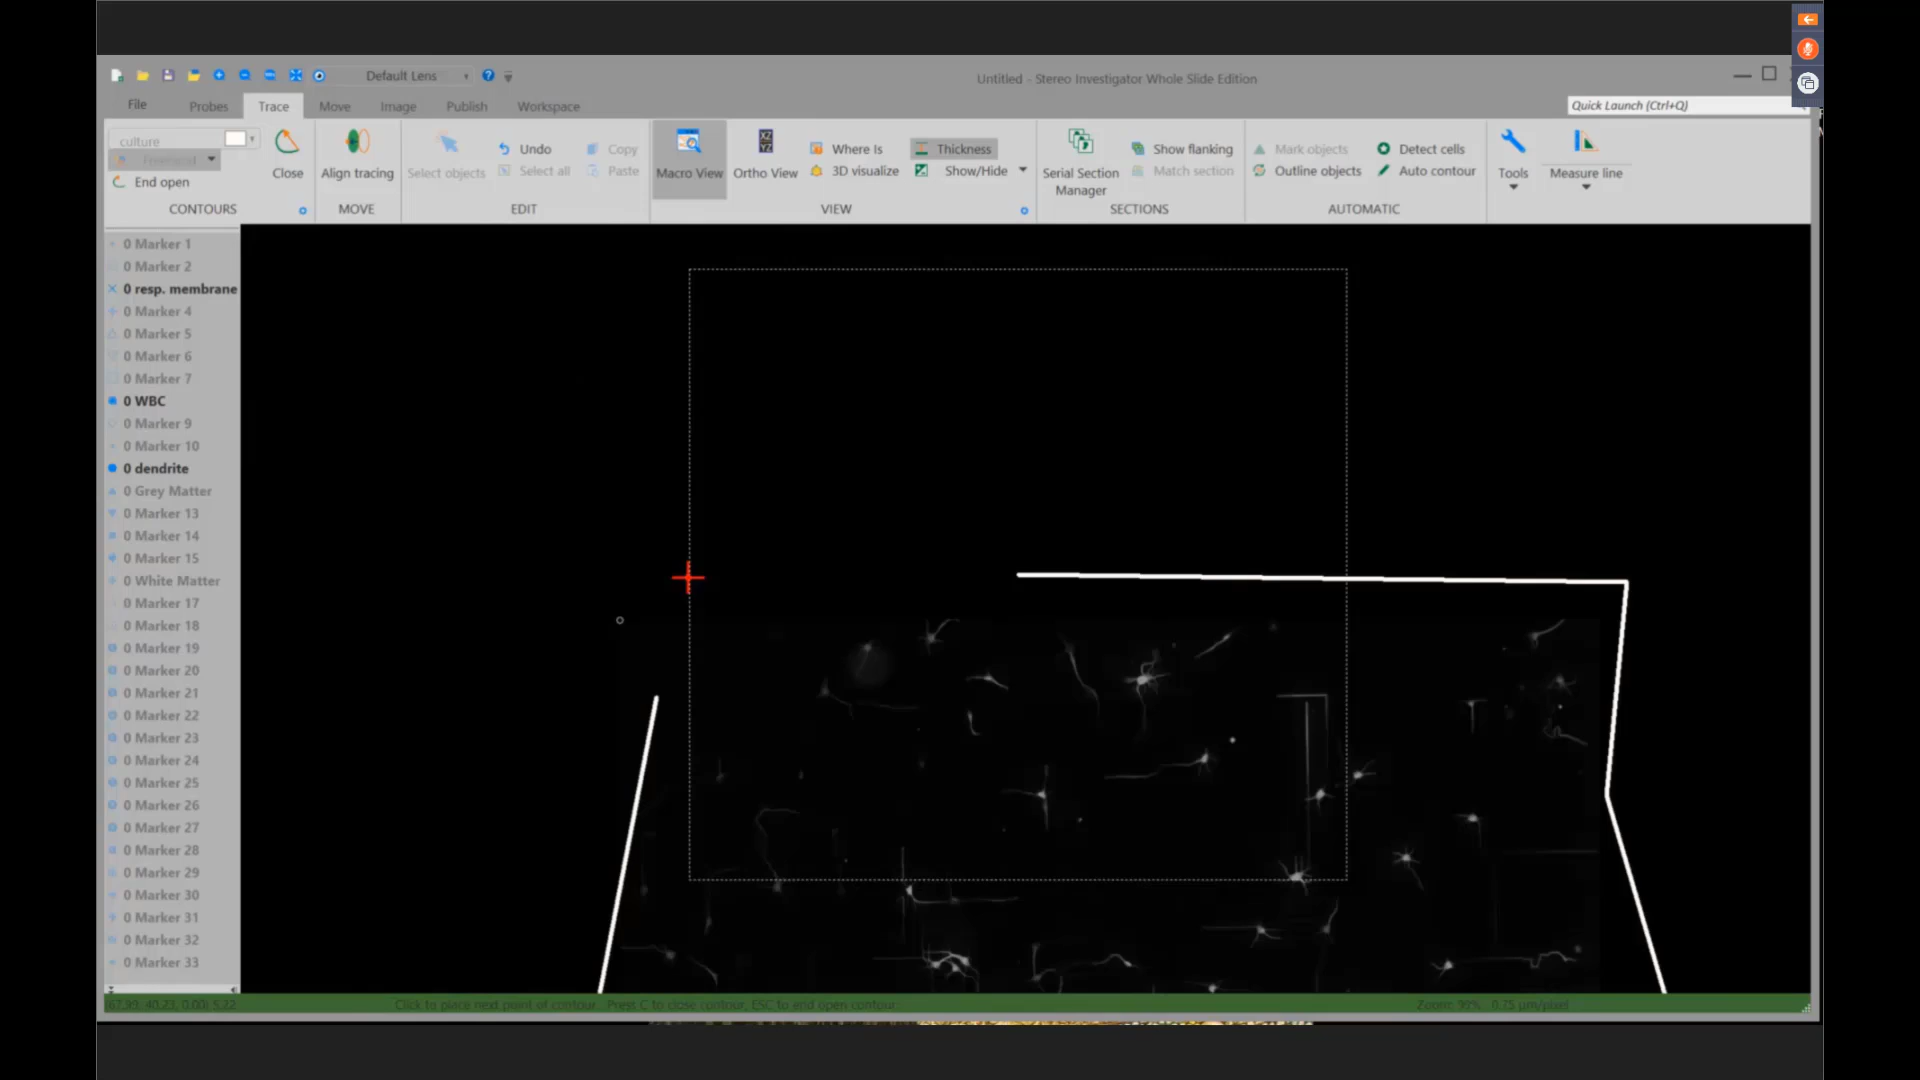 Default Lens
Untitled - Stereo Investigator Whole Slide Edition
File Probes Trace Move Image Publish Workspace
Quick Launch (Ctrl+Q)
culture
Freehand
End open
CONTOURS
Close
Align tracing
MOVE
Select objects
Undo
Select all
Copy
Paste
EDIT
Macro View
Ortho View
Where Is
3D visualize
Thickness
Show/Hide
VIEW
Serial Section
Manager
Show flanking
Match section
SECTIONS
Mark objects
Outline objects
Detect cells
Auto contour
AUTOMATIC
Tools
Measure line
0 Marker 1
0 Marker 2
0 resp. membrane
0 Marker 4
0 Marker 5
0 Marker 6
0 Marker 7
0 WBC
0 Marker 9
0 Marker 10
0 dendrite
0 Grey Matter
0 Marker 13
0 Marker 14
0 Marker 15
0 White Matter
0 Marker 17
0 Marker 18
0 Marker 19
0 Marker 20
0 Marker 21
0 Marker 22
0 Marker 23
0 Marker 24
0 Marker 25
0 Marker 26
0 Marker 27
0 Marker 28
0 Marker 29
0 Marker 30
0 Marker 31
0 Marker 32
0 Marker 33
Click to place next point of contour. Press C to close contour, ESC to end open contour.
0.75 µm/pixel